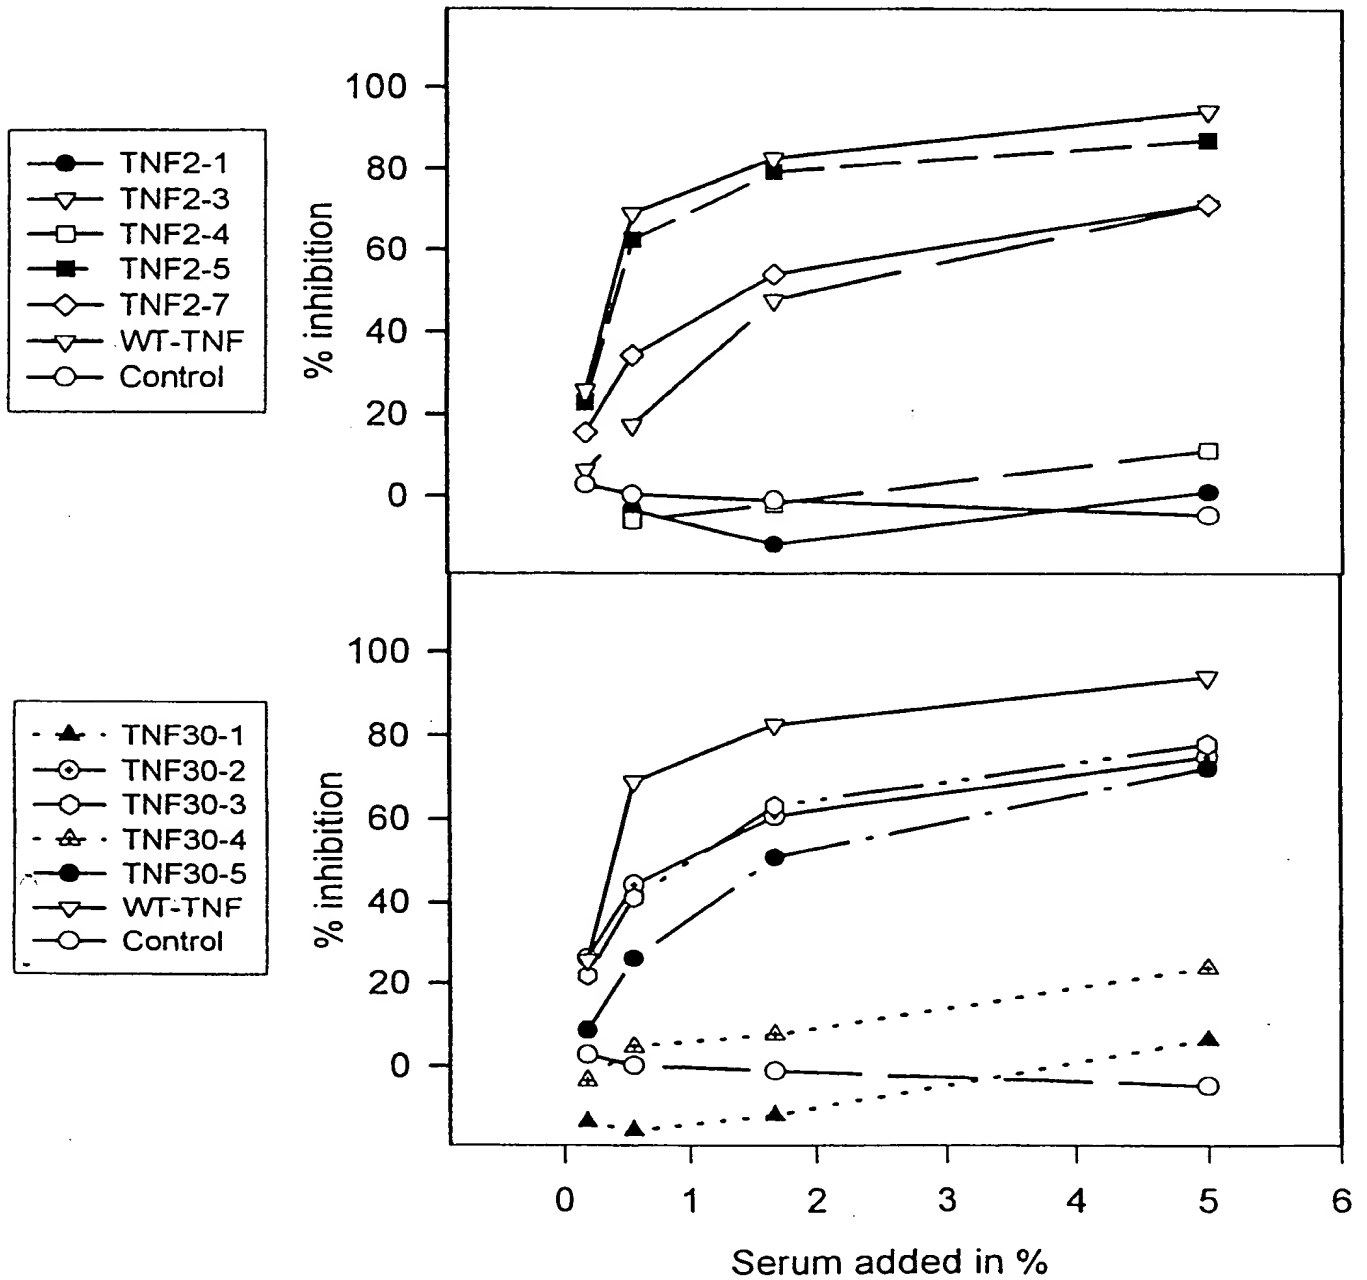 TNF2-1
TNF2-3
TNF2-4
TNF2-5
TNF2-7
WT-TNF
Control
% inhibition
100
80
60
40
20
0
TNF30-1
TNF30-2
TNF30-3
TNF30-4
TNF30-5
WT-TNF
Control
% inhibition
100
80
60
40
20
0
0 1 2 3 4 5 6
Serum added in %